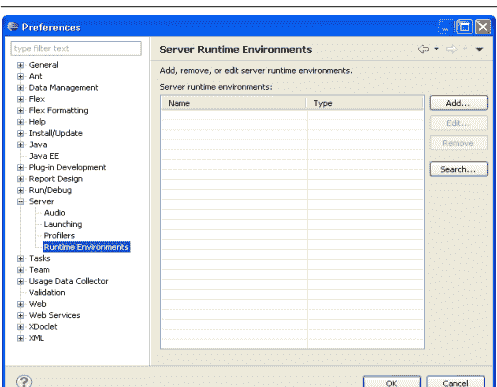 Preferences
type filter text
General
Ant
Data Management
Flex
Flex Formatting
Help
Install/Update
Java
Java EE
Plug-in Development
Report Design
Run/Debug
Server
Audio
Launching
Profilers
Runtime Environments
Tasks
Team
Usage Data Collector
Validation
Web
Web Services
XDoclet
XML
Server Runtime Environments
Add, remove, or edit server runtime environments.
Server runtime environments:
Name Type
Add...
Edit...
Remove
Search...
OK Cancel